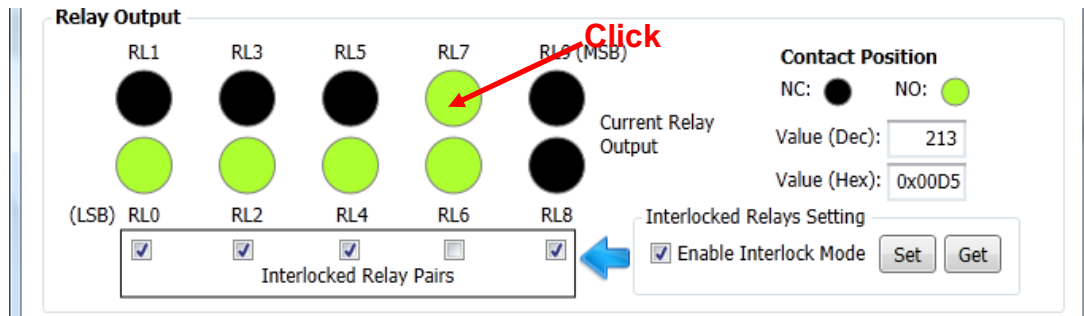 Relay Output
Click
RL1 RL3 RL5 RL7 RL9 (MSB)
Contact Position
NC: NO:
Current Relay
Output
Value (Dec): 213
Value (Hex): 0x00D5
(LSB) RL0 RL2 RL4 RL6 RL8
Interlocked Relays Setting
Enable Interlock Mode Set Get
Interlocked Relay Pairs